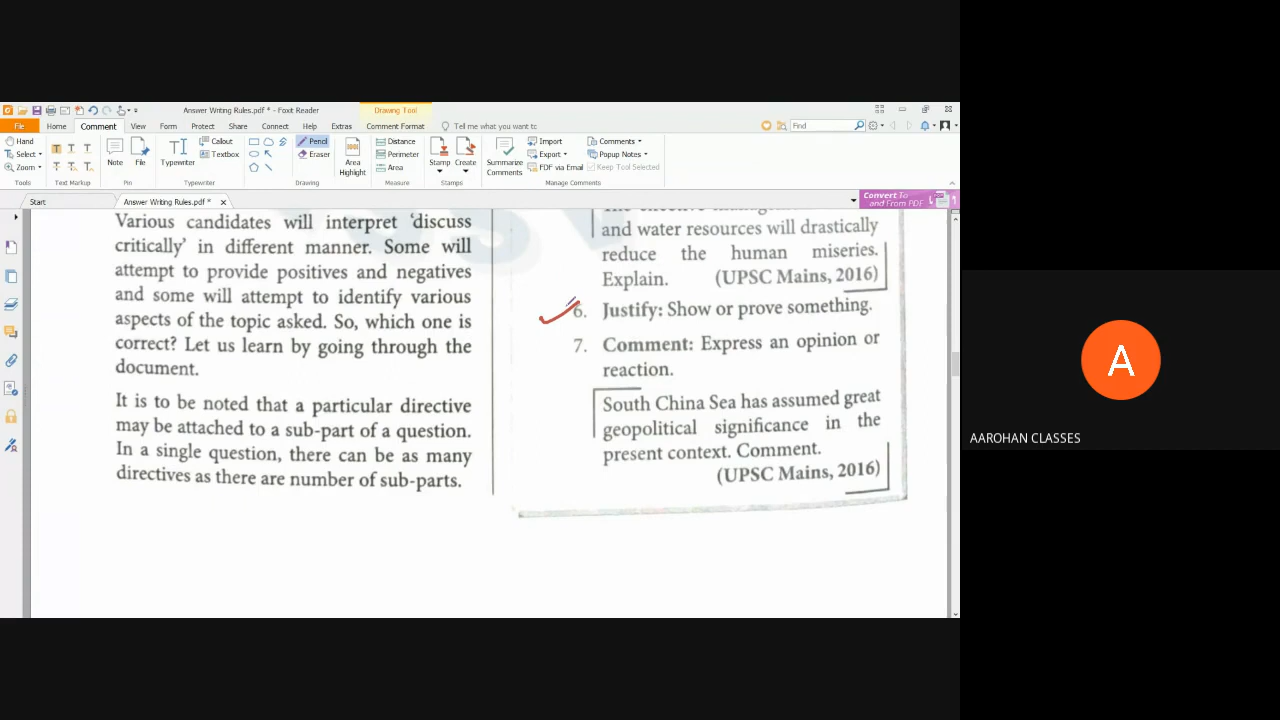 Answer Writing Rules.pdf * - Foxit Reader
Drawing Tool
File
Home
Comment
View
Form
Protect
Share
Connect
Help
Extras
Comment Format
Tell me what you want tc
Find
Hand
Select
Zoom
Tools
Text Markup
Note
File
Pin
Typewriter
Callout
Textbox
Typewriter
Pencil
Eraser
Drawing
Area
Highlight
Distance
Perimeter
Area
Measure
Stamp
Create
Stamps
Summarize
Comments
Import
Export
FDF via Email
Comments
Popup Notes
Keep Tool Selected
Manage Comments
Start
Answer Writing Rules.pdf *
Convert To
and From PDF
Various candidates will interpret ‘discuss
critically’ in different manner. Some will
attempt to provide positives and negatives
and some will attempt to identify various
aspects of the topic asked. So, which one is
correct? Let us learn by going through the
document.
It is to be noted that a particular directive
may be attached to a sub-part of a question.
In a single question, there can be as many
directives as there are number of sub-parts.
and water resources will drastically
reduce the human miseries.
Explain. (UPSC Mains, 2016)
6. Justify: Show or prove something.
7. Comment: Express an opinion or
reaction.
South China Sea has assumed great
geopolitical significance in the
present context. Comment.
(UPSC Mains, 2016)
A
AAROHAN CLASSES